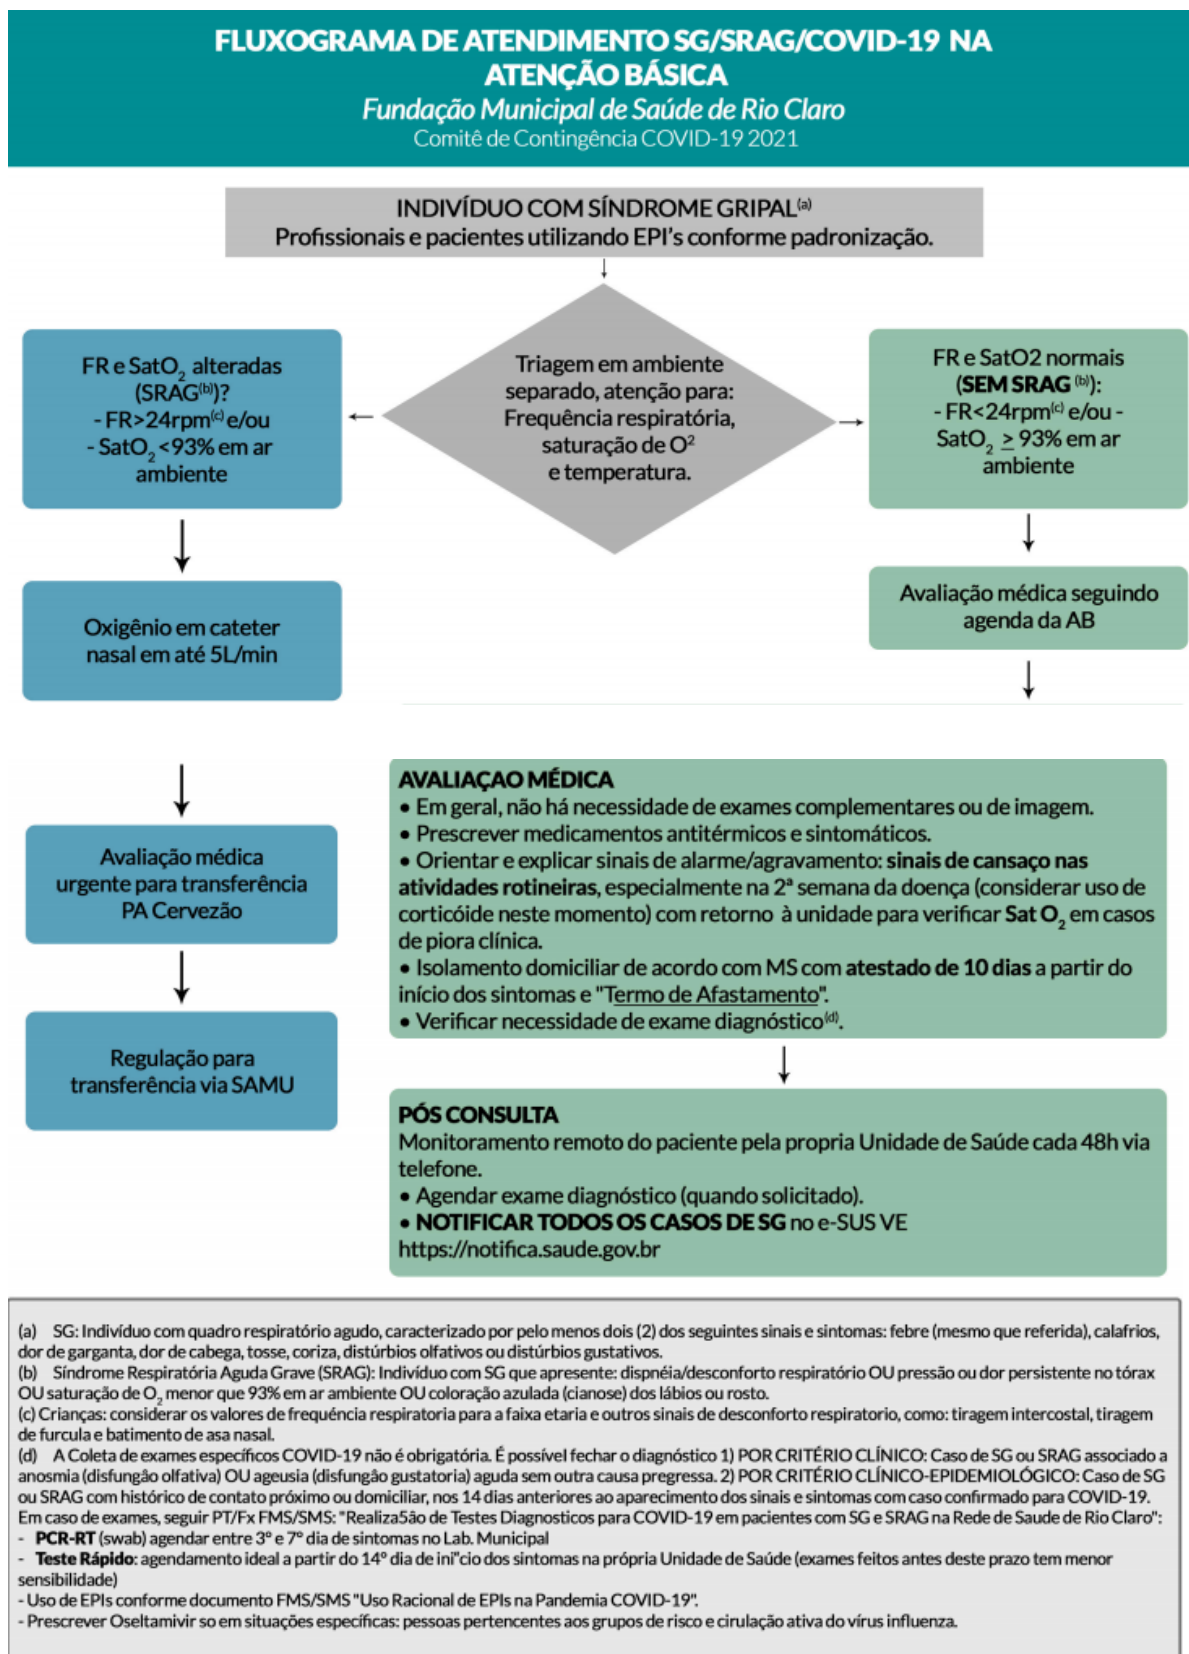 FLUXOGRAMA DE ATENDIMENTO SG/SRAG/COVID-19 NA
ATENÇÃO BÁSICA
Fundação Municipal de Saúde de Rio Claro
Comitê de Contingência COVID-19 2021
INDIVÍDUO COM SÍNDROME GRIPAL(a)
Profissionais e pacientes utilizando EPI's conforme padronização.
FR e SatO2 alteradas
(SRAG(b))?
- FR>24rpm(c) e/ou
- SatO2 <93% em ar
ambiente
Triagem em ambiente
separado, atenção para:
Frequência respiratória,
saturação de O2
e temperatura.
FR e SatO2 normais
(SEM SRAG (b)):
- FR<24rpm(c) e/ou -
SatO2 ≥ 93% em ar
ambiente
Oxigênio em cateter
nasal em até 5L/min
Avaliação médica seguindo
agenda da AB
Avaliação médica
urgente para transferência
PA Cervezão
Regulação para
transferência via SAMU
AVALIAÇAO MÉDICA
• Em geral, não há necessidade de exames complementares ou de imagem.
• Prescrever medicamentos antitérmicos e sintomáticos.
• Orientar e explicar sinais de alarme/agravamento: sinais de cansaço nas
atividades rotineiras, especialmente na 2ª semana da doença (considerar uso de
corticóide neste momento) com retorno à unidade para verificar Sat O2 em casos
de piora clínica.
• Isolamento domiciliar de acordo com MS com atestado de 10 dias a partir do
início dos sintomas e "Termo de Afastamento".
• Verificar necessidade de exame diagnóstico(d).
PÓS CONSULTA
Monitoramento remoto do paciente pela propria Unidade de Saúde cada 48h via
telefone.
• Agendar exame diagnóstico (quando solicitado).
• NOTIFICAR TODOS OS CASOS DE SG no e-SUS VE
https://notifica.saude.gov.br
(a) SG: Indivíduo com quadro respiratório agudo, caracterizado por pelo menos dois (2) dos seguintes sinais e sintomas: febre (mesmo que referida), calafrios,
dor de garganta, dor de cabega, tosse, coriza, distúrbios olfativos ou distúrbios gustativos.
(b) Síndrome Respiratória Aguda Grave (SRAG): Indivíduo com SG que apresente: dispnéia/desconforto respiratório OU pressão ou dor persistente no tórax
OU saturação de O2 menor que 93% em ar ambiente OU coloração azulada (cianose) dos lábios ou rosto.
(c) Crianças: considerar os valores de frequéncia respiratoria para a faixa etaria e outros sinais de desconforto respiratorio, como: tiragem intercostal, tiragem
de furcula e batimento de asa nasal.
(d) A Coleta de exames específicos COVID-19 não é obrigatória. É possível fechar o diagnóstico 1) POR CRITÉRIO CLÍNICO: Caso de SG ou SRAG associado a
anosmia (disfungâo olfativa) OU ageusia (disfungâo gustatoria) aguda sem outra causa pregressa. 2) POR CRITÉRIO CLÍNICO-EPIDEMIOLÓGICO: Caso de SG
ou SRAG com histórico de contato próximo ou domiciliar, nos 14 dias anteriores ao aparecimento dos sinais e sintomas com caso confirmado para COVID-19.
Em caso de exames, seguir PT/Fx FMS/SMS: "Realiza5ão de Testes Diagnosticos para COVID-19 em pacientes com SG e SRAG na Rede de Saude de Rio Claro":
- PCR-RT (swab) agendar entre 3º e 7º dia de sintomas no Lab. Municipal
- Teste Rápido: agendamento ideal a partir do 14º dia de iní"cio dos sintomas na própria Unidade de Saúde (exames feitos antes deste prazo tem menor
sensibilidade)
- Uso de EPIs conforme documento FMS/SMS "Uso Racional de EPIs na Pandemia COVID-19".
- Prescrever Oseltamivir so em situações específicas: pessoas pertencentes aos grupos de risco e cirulação ativa do vírus influenza.